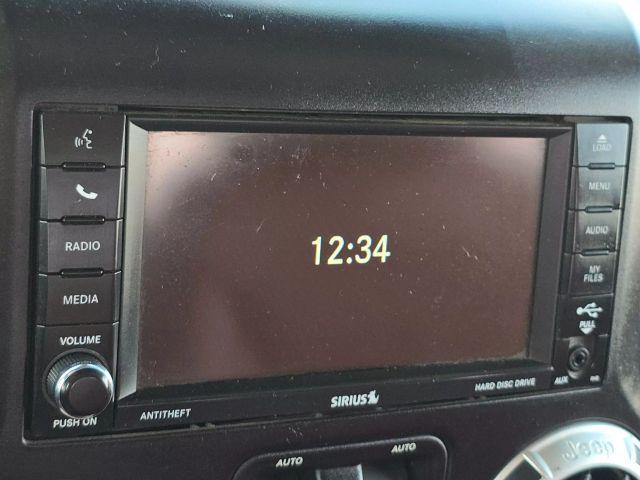 RADIO
MEDIA
VOLUME
PUSH ON
ANTITHEFT
12:34
SIRIUS
HARD DISC DRIVE
LOAD
MENU
AUDIO
MY
FILES
PULL
AUX
AUTO
AUTO
Jeep